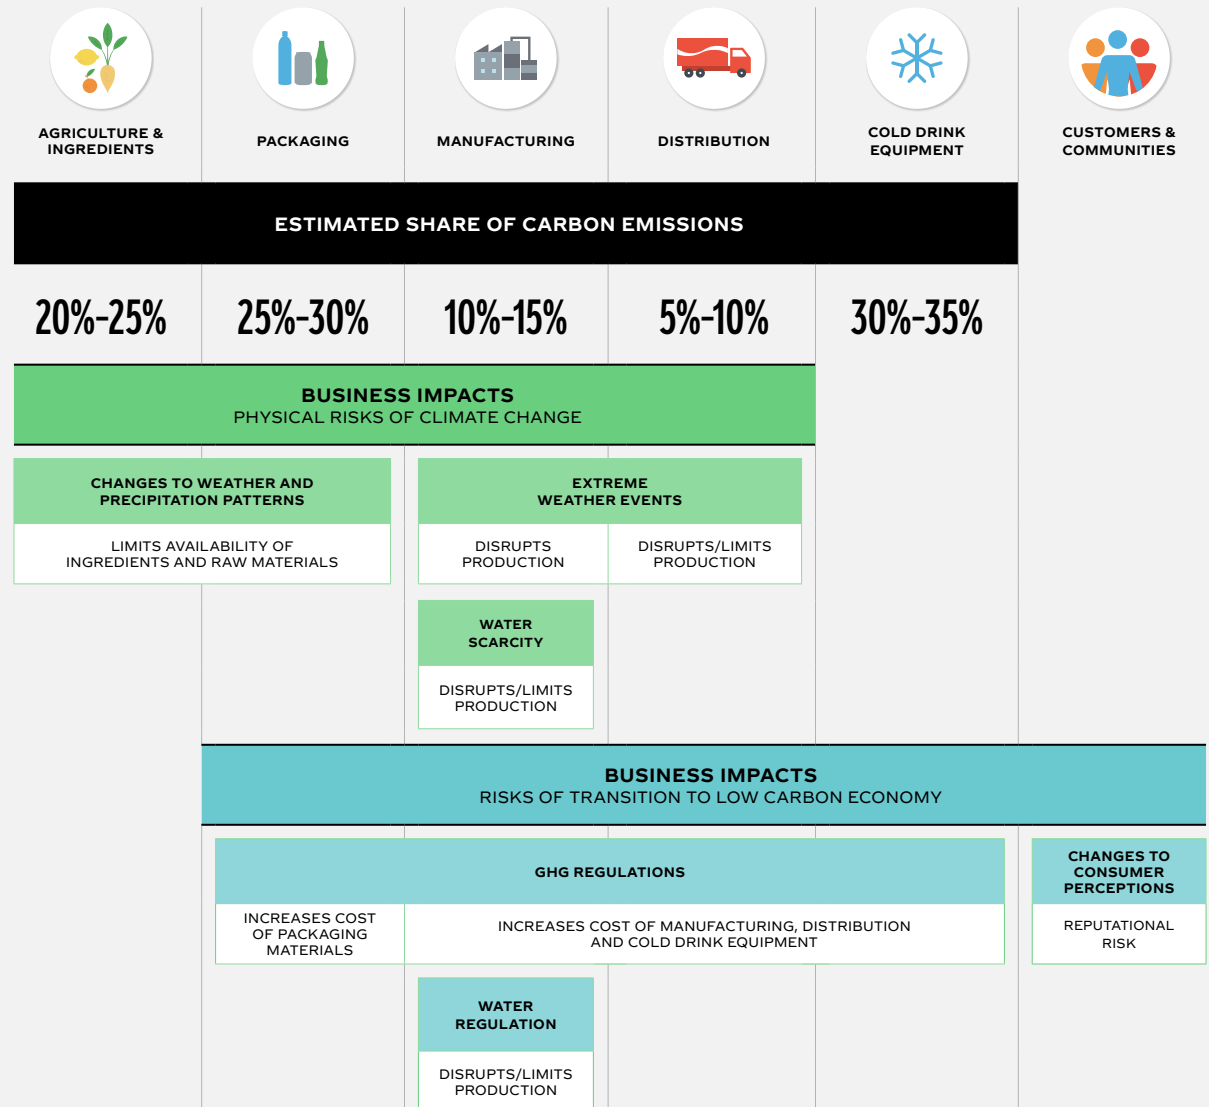 AGRICULTURE &
INGREDIENTS
PACKAGING
MANUFACTURING
DISTRIBUTION
COLD DRINK
EQUIPMENT
CUSTOMERS &
COMMUNITIES
ESTIMATED SHARE OF CARBON EMISSIONS
20%-25%
25%-30%
10%-15%
5%-10%
30%-35%
BUSINESS IMPACTS
PHYSICAL RISKS OF CLIMATE CHANGE
CHANGES TO WEATHER AND
PRECIPITATION PATTERNS
LIMITS AVAILABILITY OF
INGREDIENTS AND RAW MATERIALS
EXTREME
WEATHER EVENTS
DISRUPTS
PRODUCTION
DISRUPTS/LIMITS
PRODUCTION
WATER
SCARCITY
DISRUPTS/LIMITS
PRODUCTION
BUSINESS IMPACTS
RISKS OF TRANSITION TO LOW CARBON ECONOMY
GHG REGULATIONS
INCREASES COST
OF PACKAGING
MATERIALS
INCREASES COST OF MANUFACTURING, DISTRIBUTION
AND COLD DRINK EQUIPMENT
CHANGES TO
CONSUMER
PERCEPTIONS
REPUTATIONAL
RISK
WATER
REGULATION
DISRUPTS/LIMITS
PRODUCTION